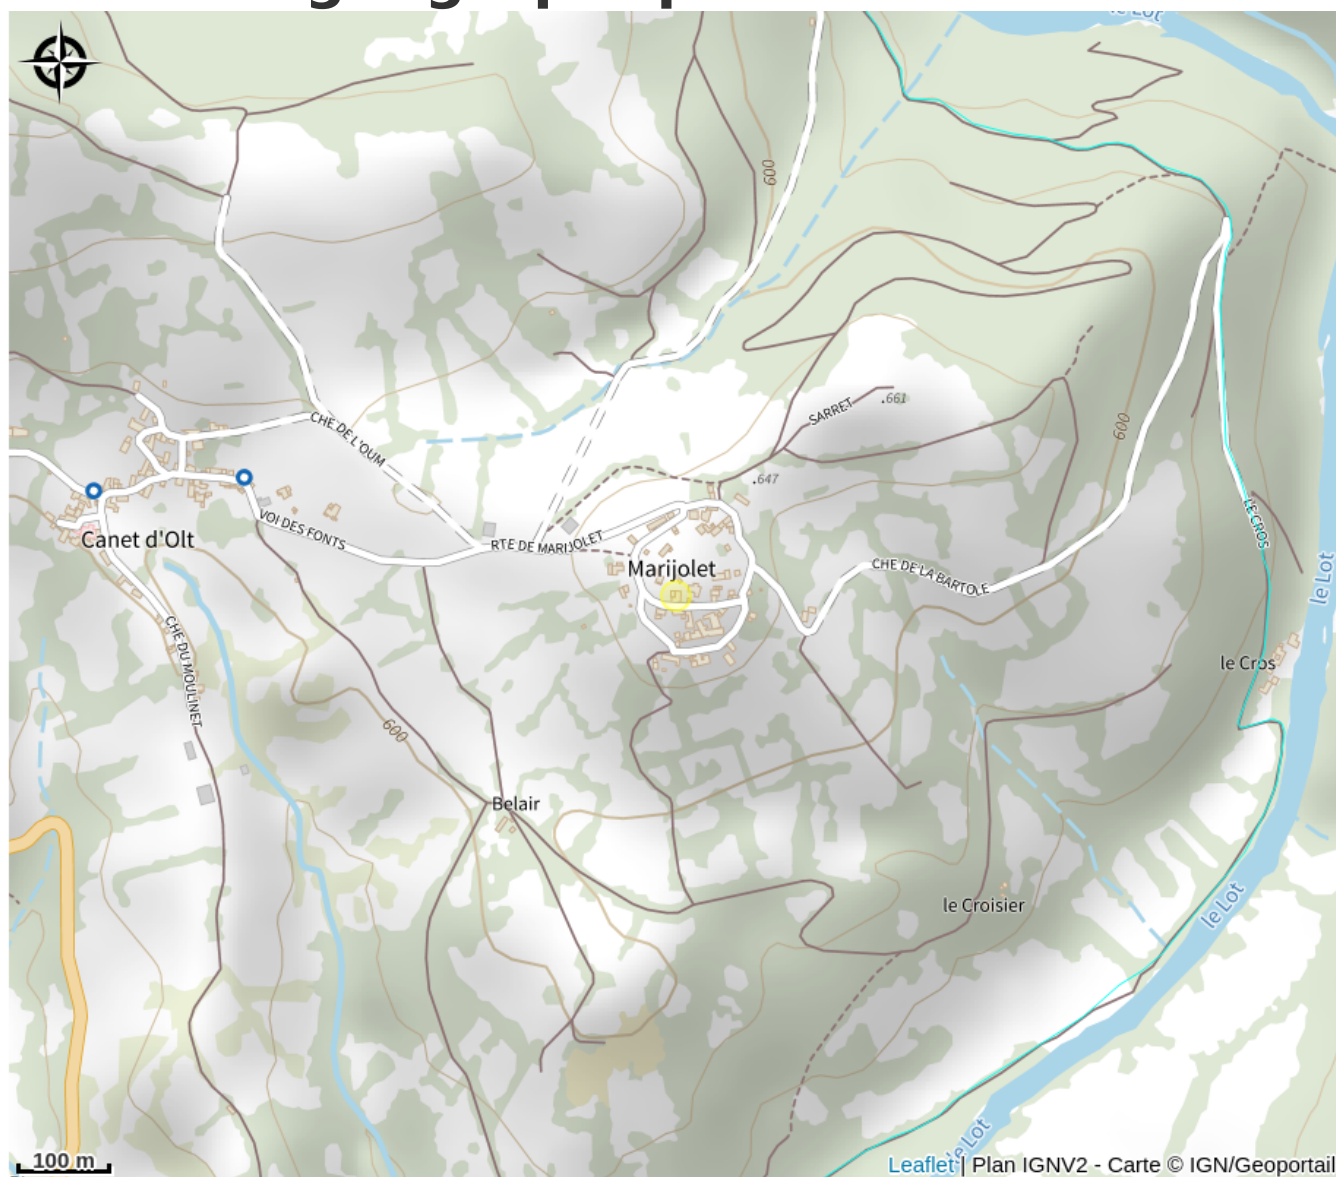 le Lot
600
SARRET
.661
CHE DE L'OUM
600
.647
VOI DES FONTS
RTE DE MARIJOLET
LE CROS
Canet d'Olt
Marijolet
CHE DE LA BARTOLE
le Lot
CHE DU MOULINET
le Cros
600
Belair
le Croisier
le Lot
le Lot
100 m
Leaflet | Plan IGNV2 - Carte © IGN/Geoportail